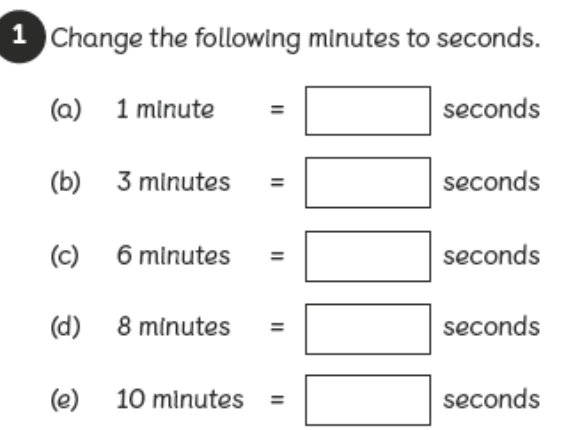 1 Change the following minutes to seconds.
(a) 1 minute = seconds
(b) 3 minutes = seconds
(c) 6 minutes = seconds
(d) 8 minutes = seconds
(e) 10 minutes = seconds